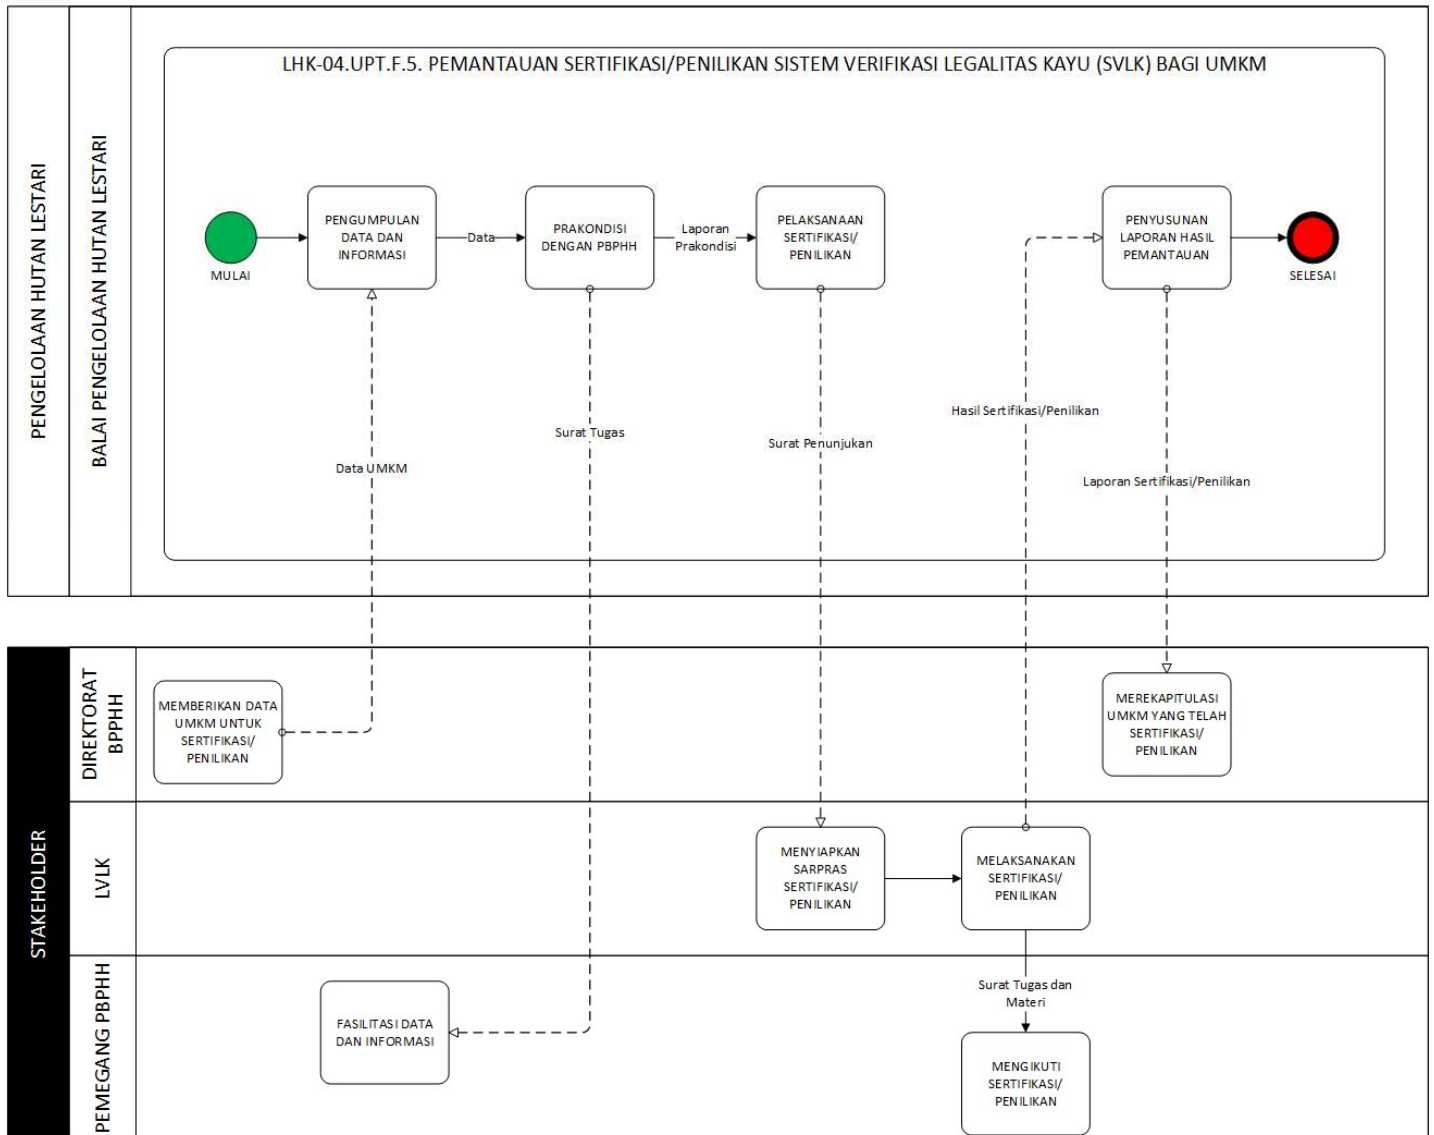 LHK-04.UPT.F.5. PEMANTAUAN SERTIFIKASI/PENILIKAN SISTEM VERIFIKASI LEGALITAS KAYU (SVLK) BAGI UMKM
PENGELOLAAN HUTAN LESTARI
BALAI PENGELOLAAN HUTAN LESTARI
MULAI
PENGUMPULAN
DATA DAN
INFORMASI
Data
PRAKONDISI
DENGAN PBPHH
Laporan
Prakondisi
PELAKSANAAN
SERTIFIKASI/
PENILIKAN
PENYUSUNAN
LAPORAN HASIL
PEMANTAUAN
SELESAI
Data UMKM
Surat Tugas
Surat Penunjukan
Hasil Sertifikasi/Penilikan
Laporan Sertifikasi/Penilikan
STAKEHOLDER
DIREKTORAT
BPPHH
MEMBERIKAN DATA
UMKM UNTUK
SERTIFIKASI/
PENILIKAN
MEREKAPITULASI
UMKM YANG TELAH
SERTIFIKASI/
PENILIKAN
LVLK
MENYIAPKAN
SARPRAS
SERTIFIKASI/
PENILIKAN
MELAKSANAKAN
SERTIFIKASI/
PENILIKAN
PEMEGANG PBPHH
FASILITASI DATA
DAN INFORMASI
Surat Tugas dan
Materi
MENGIKUTI
SERTIFIKASI/
PENILIKAN